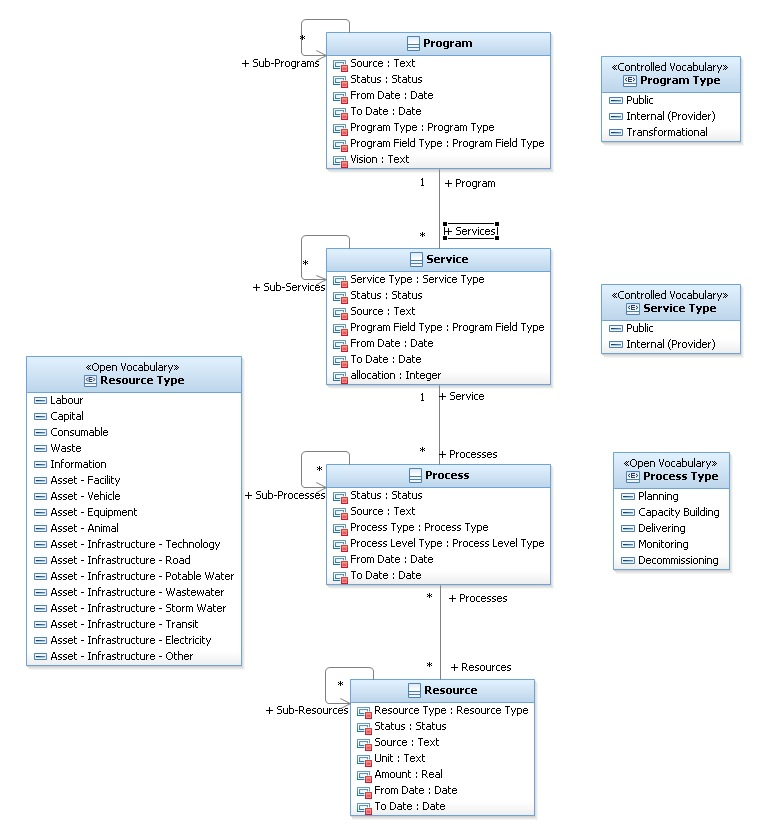 Program
*
+ Sub-Programs
Source : Text
Status : Status
From Date : Date
To Date : Date
Program Type : Program Type
Program Field Type : Program Field Type
Vision : Text
«Controlled Vocabulary»
Program Type
Public
Internal (Provider)
Transformational
1
+ Program
*
+ Services
Service
*
+ Sub-Services
Service Type : Service Type
Status : Status
Source : Text
Program Field Type : Program Field Type
From Date : Date
To Date : Date
allocation : Integer
«Controlled Vocabulary»
Service Type
Public
Internal (Provider)
«Open Vocabulary»
Resource Type
Labour
Capital
Consumable
Waste
Information
Asset - Facility
Asset - Vehicle
Asset - Equipment
Asset - Animal
Asset - Infrastructure - Technology
Asset - Infrastructure - Road
Asset - Infrastructure - Potable Water
Asset - Infrastructure - Wastewater
Asset - Infrastructure - Storm Water
Asset - Infrastructure - Transit
Asset - Infrastructure - Electricity
Asset - Infrastructure - Other
1
+ Service
*
+ Processes
Process
*
+ Sub-Processes
Status : Status
Source : Text
Process Type : Process Type
Process Level Type : Process Level Type
From Date : Date
To Date : Date
«Open Vocabulary»
Process Type
Planning
Capacity Building
Delivering
Monitoring
Decommissioning
*
+ Processes
*
+ Resources
Resource
*
+ Sub-Resources
Resource Type : Resource Type
Status : Status
Source : Text
Unit : Text
Amount : Real
From Date : Date
To Date : Date